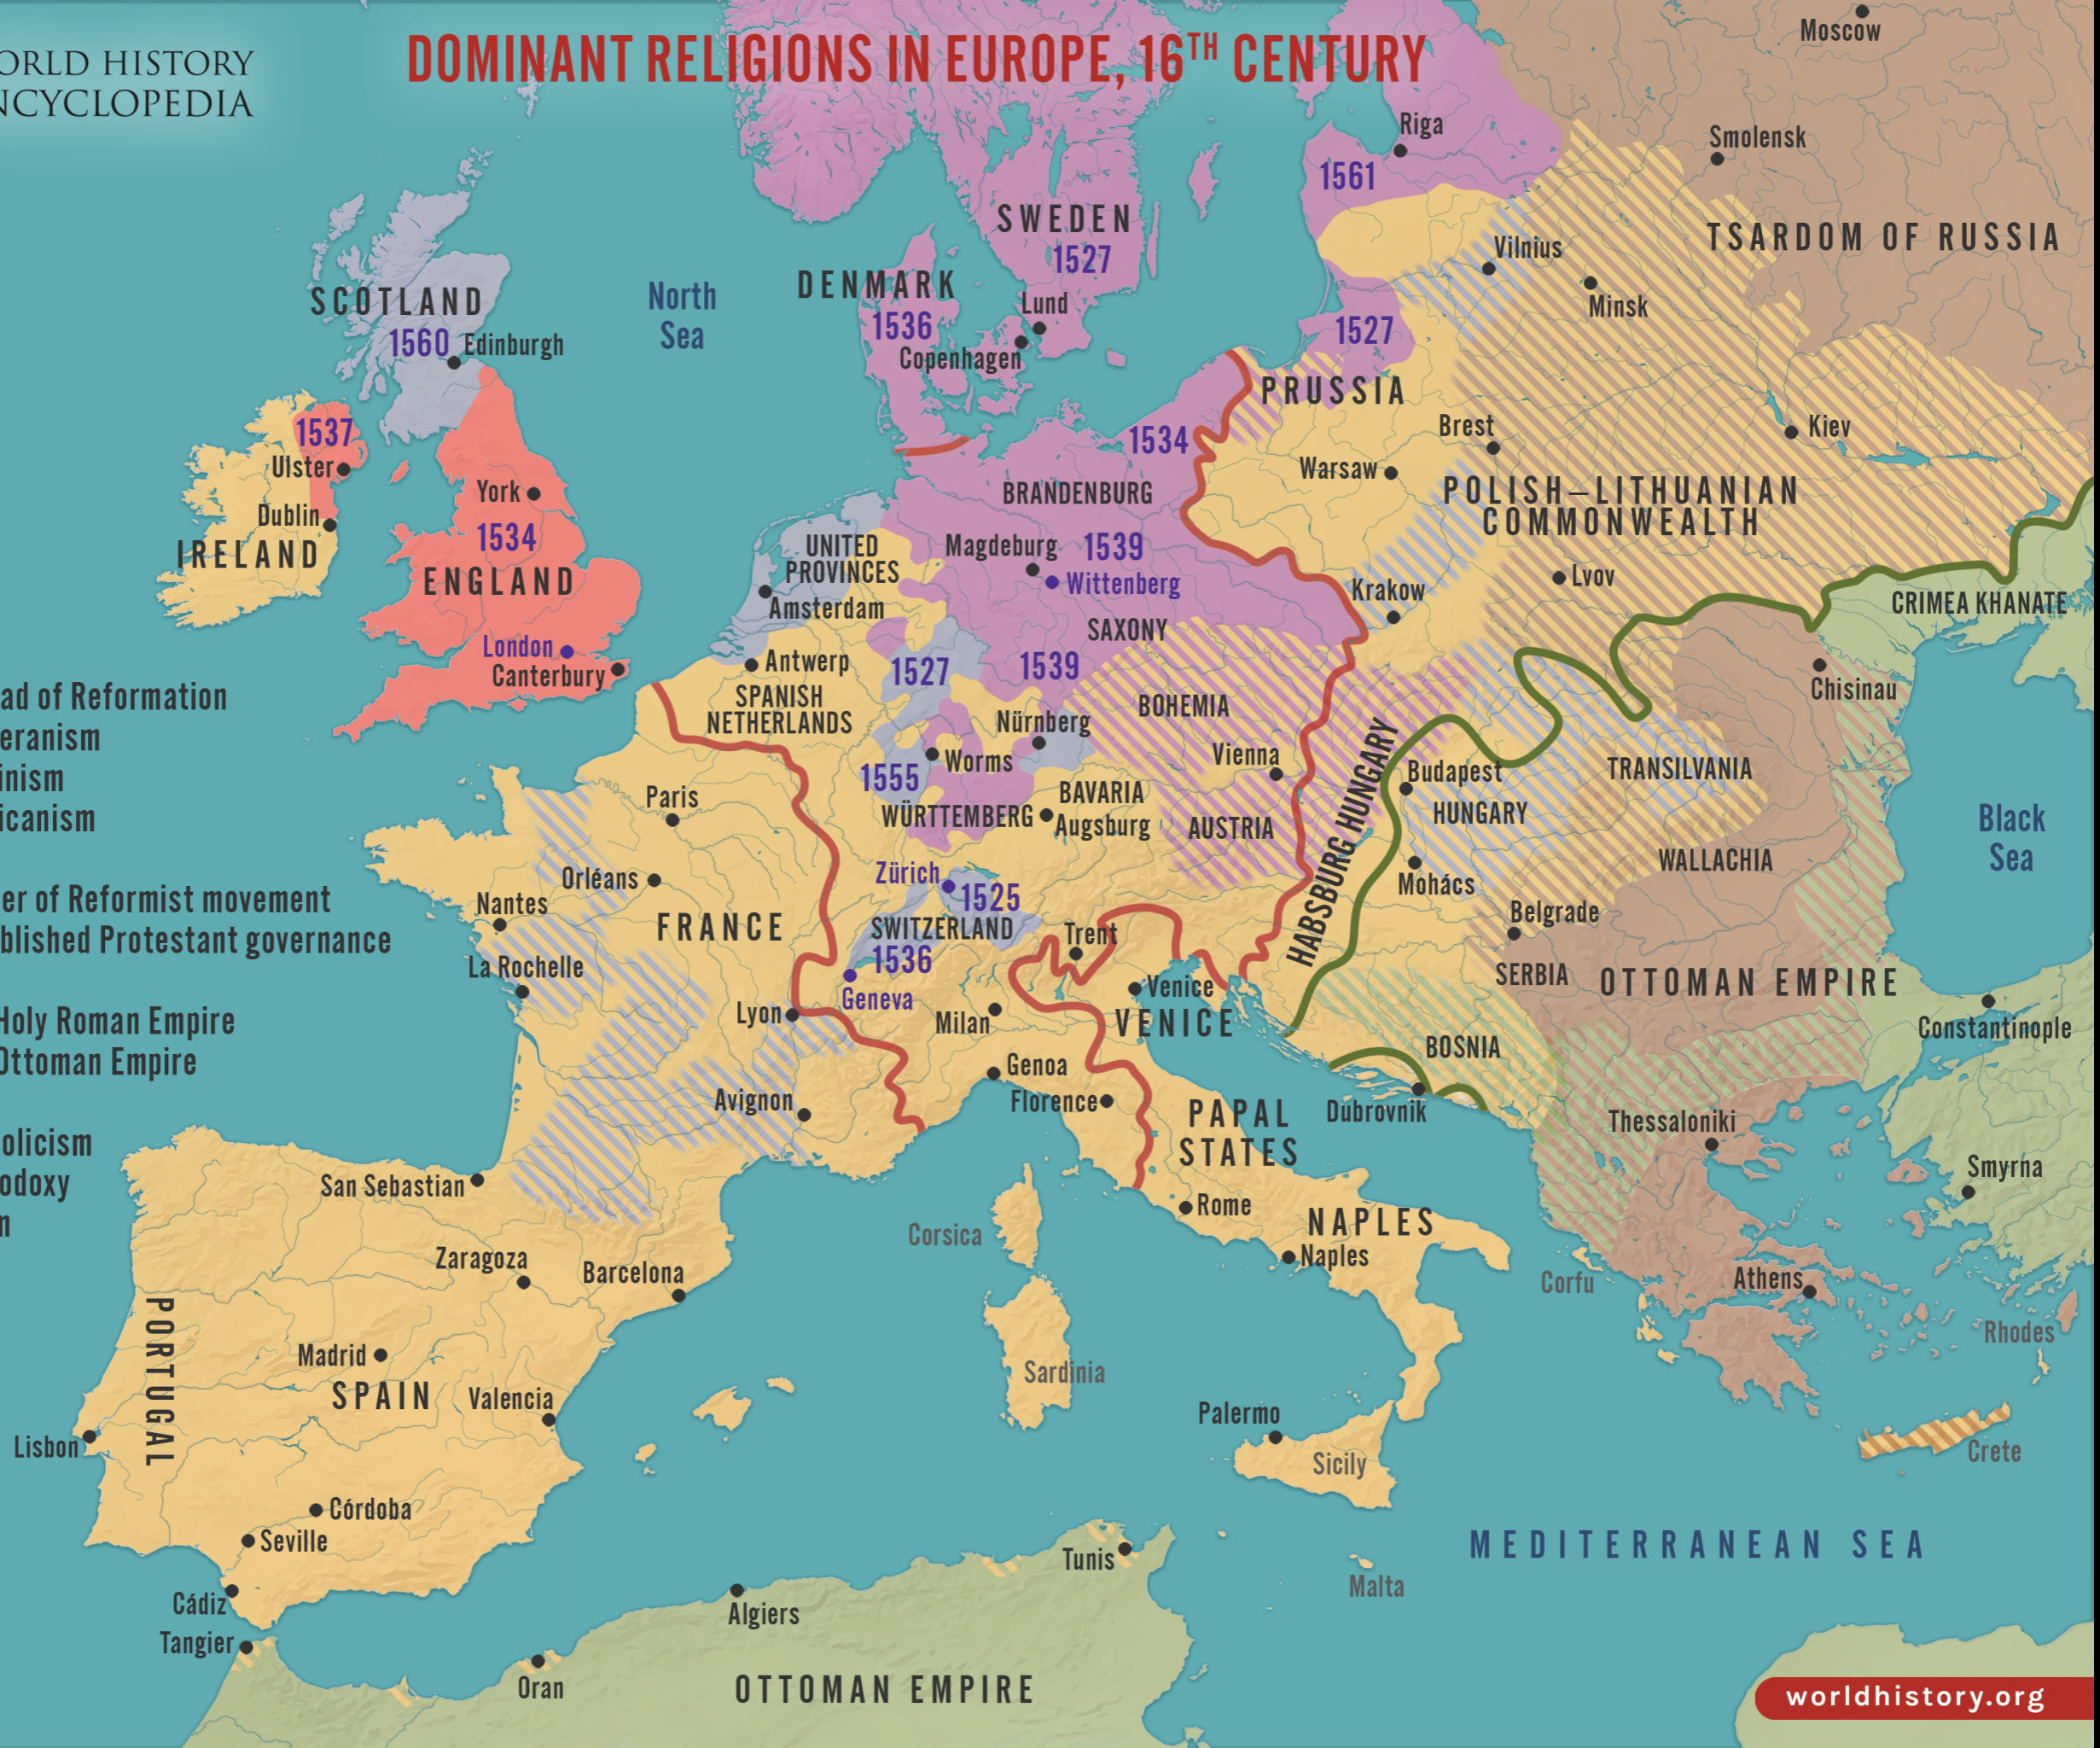 ORLD HISTORY
NCYCLOPEDIA
DOMINANT RELIGIONS IN EUROPE, 16TH CENTURY
Moscow
Riga
Smolensk
1561
TSARDOM OF RUSSIA
SWEDEN
1527
Vilnius
Minsk
DENMARK
1536
Lund
Copenhagen
North
Sea
SCOTLAND
1560
Edinburgh
1527
PRUSSIA
1537
Ulster
Dublin
IRELAND
York
1534
ENGLAND
London
Canterbury
1534
Brest
Kiev
Warsaw
BRANDENBURG
POLISH–LITHUANIAN
COMMONWEALTH
UNITED
PROVINCES
Amsterdam
Magdeburg
1539
Wittenberg
Krakow
Lvov
CRIMEA KHANATE
SAXONY
Antwerp
1527
1539
Chisinau
SPANISH
NETHERLANDS
BOHEMIA
Nürnberg
Worms
Vienna
HABSBURG HUNGARY
Budapest
HUNGARY
TRANSILVANIA
ad of Reformation
eranism
inism
icanism
er of Reformist movement
blished Protestant governance
Holy Roman Empire
Ottoman Empire
olicism
odoxy
m
1555
Paris
WÜRTTEMBERG
BAVARIA
Augsburg
AUSTRIA
Black
Sea
Mohács
WALLACHIA
Orléans
Zürich
1525
Nantes
FRANCE
SWITZERLAND
1536
Geneva
Trent
Belgrade
SERBIA
OTTOMAN EMPIRE
La Rochelle
Lyon
Milan
Venice
VENICE
Constantinople
BOSNIA
Genoa
Florence
Avignon
PAPAL
STATES
Dubrovnik
Thessaloniki
Smyrna
San Sebastian
Rome
Corsica
NAPLES
Naples
Zaragoza
Barcelona
Corfu
Athens
Rhodes
PORTUGAL
Madrid
SPAIN
Valencia
Sardinia
Lisbon
Palermo
Sicily
Crete
Córdoba
Seville
MEDITERRANEAN SEA
Tunis
Malta
Cádiz
Algiers
Tangier
Oran
OTTOMAN EMPIRE
worldhistory.org